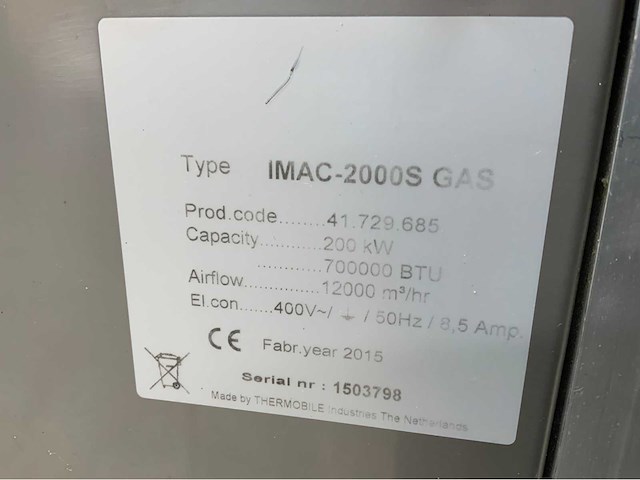 Type IMAC-2000S GAS
Prod.code........41.729.685
Capacity...........200 kW
............700000 BTU
Airflow.............12000 m³/hr
El.con.......400V~/ ⏚ / 50Hz / 8,5 Amp.
CE Fabr.year 2015
Serial nr : 1503798
Made by THERMOBILE Industries The Netherlands